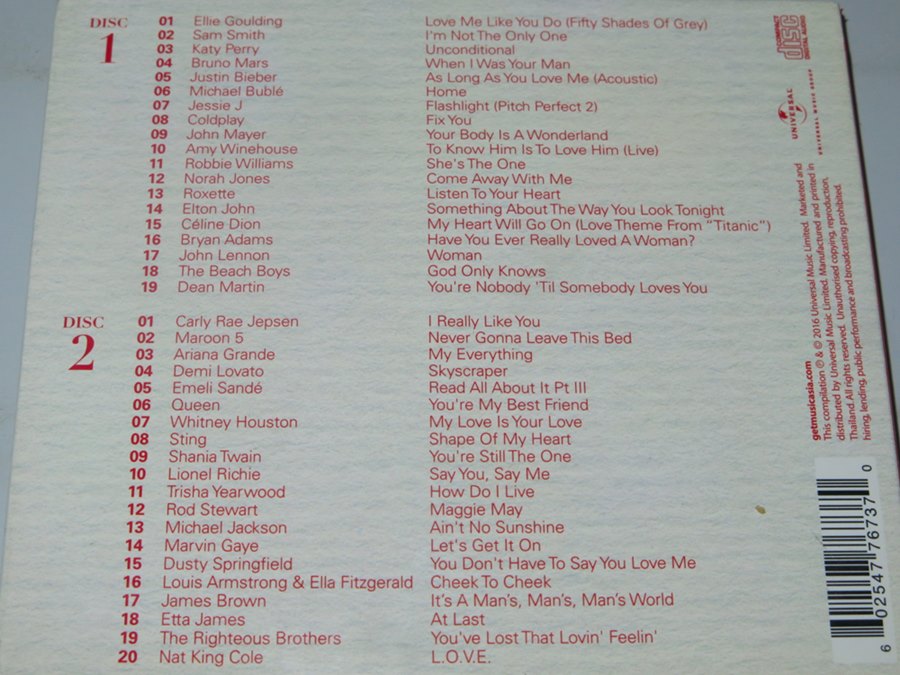 DISC
1
01 Ellie Goulding Love Me Like You Do (Fifty Shades Of Grey)
02 Sam Smith I'm Not The Only One
03 Katy Perry Unconditional
04 Bruno Mars When I Was Your Man
05 Justin Bieber As Long As You Love Me (Acoustic)
06 Michael Bublé Home
07 Jessie J Flashlight (Pitch Perfect 2)
08 Coldplay Fix You
09 John Mayer Your Body Is A Wonderland
10 Amy Winehouse To Know Him Is To Love Him (Live)
11 Robbie Williams She's The One
12 Norah Jones Come Away With Me
13 Roxette Listen To Your Heart
14 Elton John Something About The Way You Look Tonight
15 Céline Dion My Heart Will Go On (Love Theme From "Titanic")
16 Bryan Adams Have You Ever Really Loved A Woman?
17 John Lennon Woman
18 The Beach Boys God Only Knows
19 Dean Martin You're Nobody 'Til Somebody Loves You
DISC
2
01 Carly Rae Jepsen I Really Like You
02 Maroon 5 Never Gonna Leave This Bed
03 Ariana Grande My Everything
04 Demi Lovato Skyscraper
05 Emeli Sandé Read All About It Pt III
06 Queen You're My Best Friend
07 Whitney Houston My Love Is Your Love
08 Sting Shape Of My Heart
09 Shania Twain You're Still The One
10 Lionel Richie Say You, Say Me
11 Trisha Yearwood How Do I Live
12 Rod Stewart Maggie May
13 Michael Jackson Ain't No Sunshine
14 Marvin Gaye Let's Get It On
15 Dusty Springfield You Don't Have To Say You Love Me
16 Louis Armstrong & Ella Fitzgerald Cheek To Cheek
17 James Brown It's A Man's, Man's, Man's World
18 Etta James At Last
19 The Righteous Brothers You've Lost That Lovin' Feelin'
20 Nat King Cole L.O.V.E.
COMPACT
disc
DIGITAL AUDIO
UNIVERSAL
UNIVERSAL MUSIC GROUP
getmusicasia.com
This compilation ℗ & © 2016 Universal Music Limited. Marketed and
distributed by Universal Music Limited. Manufactured and printed in
Thailand. All rights reserved. Unauthorised copying, reproduction,
hiring, lending, public performance and broadcasting prohibited.
6 02547 76737 0